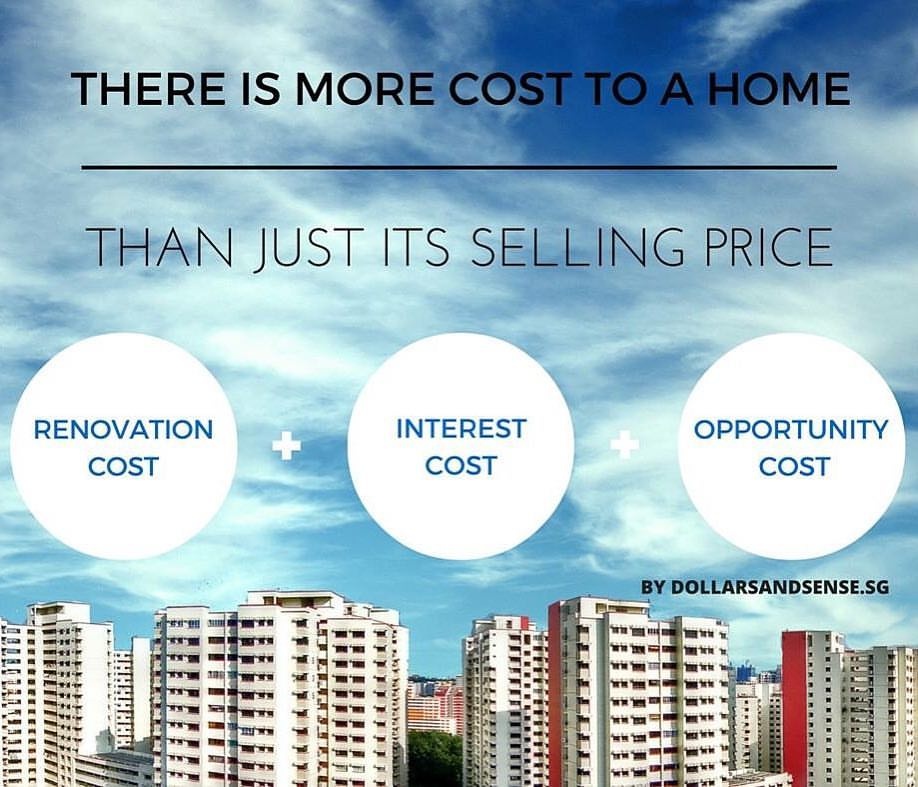 THERE IS MORE COST TO A HOME
THAN JUST ITS SELLING PRICE
RENOVATION
COST
+
INTEREST
COST
+
OPPORTUNITY
COST
BY DOLLARSANDSENSE.SG